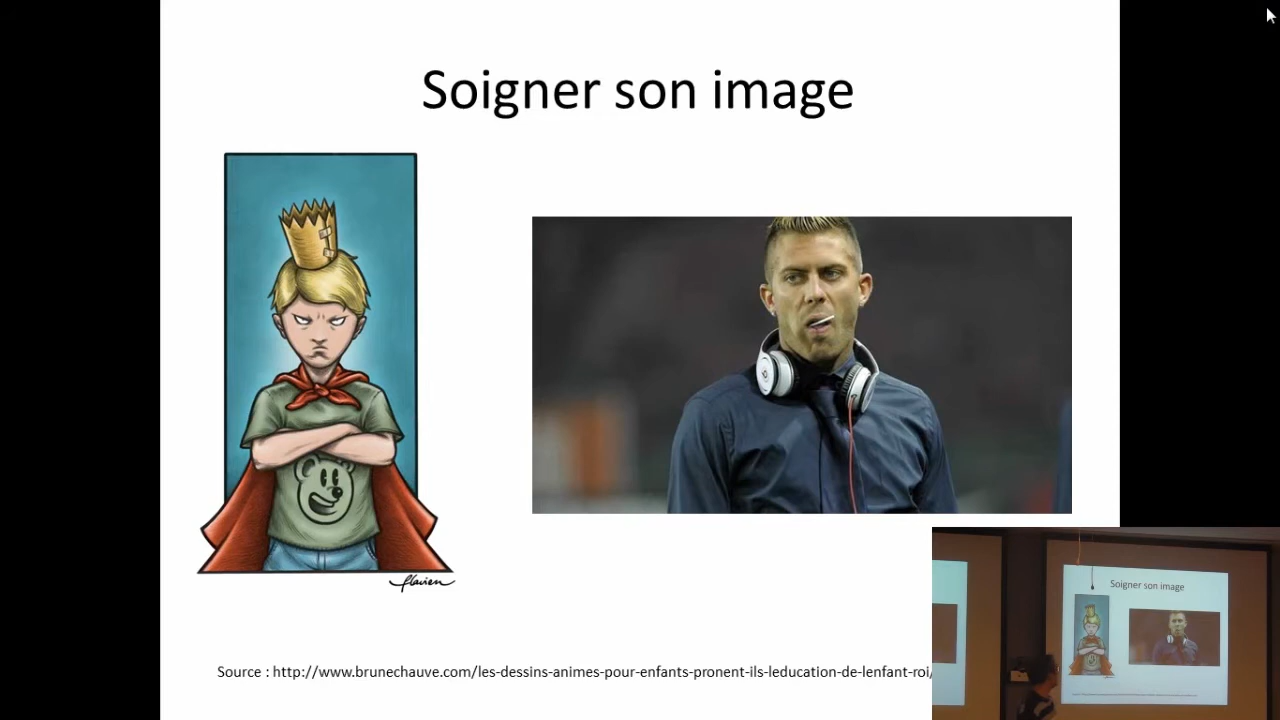 Soigner son image
flavien
Source : http://www.brunechauve.com/les-dessins-animes-pour-enfants-pronent-ils-leducation-de-lenfant-roi/
Soigner son image